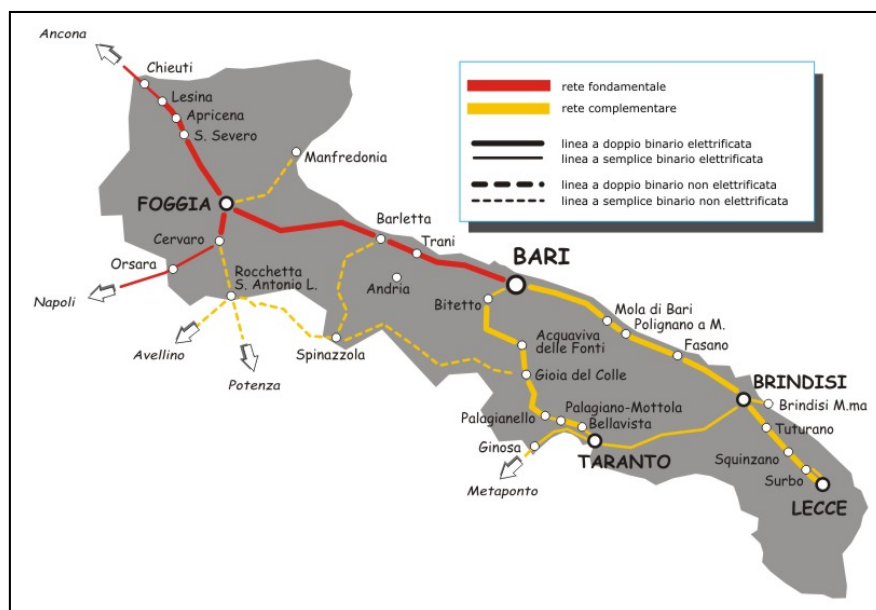 Ancona
Chieuti
Lesina
Apricena
S. Severo
Manfredonia
FOGGIA
Cervaro
Orsara
Napoli
Rocchetta
S. Antonio L.
Avellino
Potenza
Spinazzola
Barletta
Trani
Andria
BARI
Bitetto
Mola di Bari
Polignano a M.
Fasano
Acquaviva
delle Fonti
Gioia del Colle
BRINDISI
Brindisi M.ma
Tuturano
Squinzano
Surbo
LECCE
Palagianello
Palagiano-Mottola
Bellavista
Ginosa
TARANTO
Metaponto
rete fondamentale
rete complementare
linea a doppio binario elettrificata
linea a semplice binario elettrificata
linea a doppio binario non elettrificata
linea a semplice binario non elettrificata